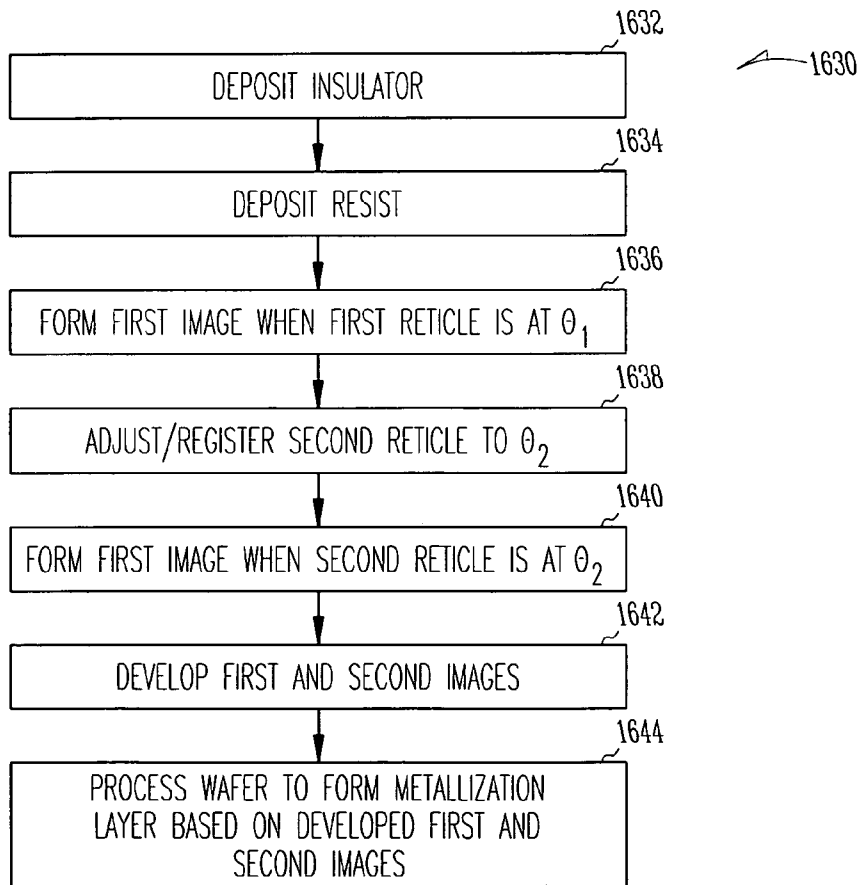 1632
1630
DEPOSIT INSULATOR
1634
DEPOSIT RESIST
1636
FORM FIRST IMAGE WHEN FIRST RETICLE IS AT θ1
1638
ADJUST/REGISTER SECOND RETICLE TO θ2
1640
FORM FIRST IMAGE WHEN SECOND RETICLE IS AT θ2
1642
DEVELOP FIRST AND SECOND IMAGES
1644
PROCESS WAFER TO FORM METALLIZATION
LAYER BASED ON DEVELOPED FIRST AND
SECOND IMAGES